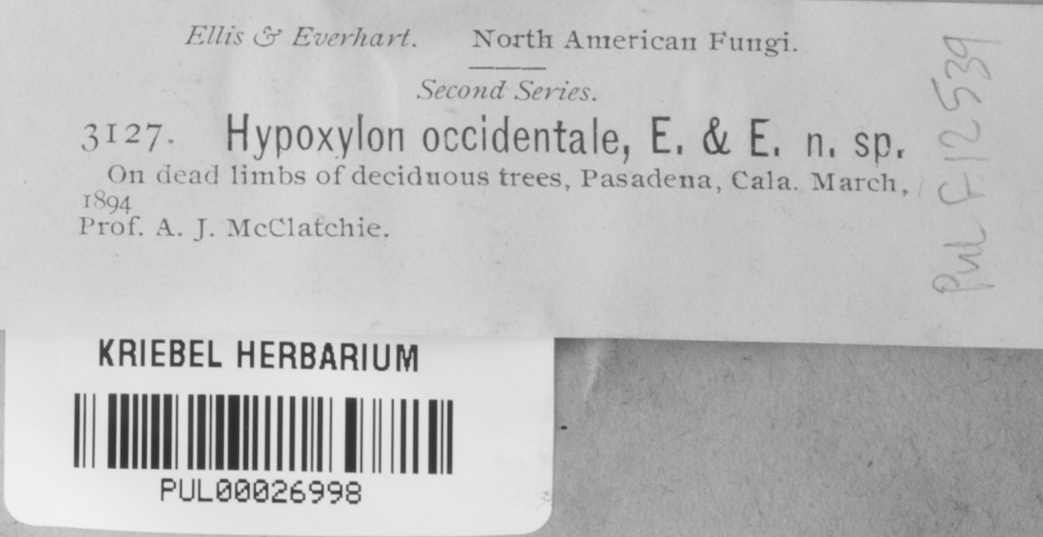 Ellis & Everhart. North American Fungi.
Second Series.
3127. Hypoxylon occidentale, E. & E. n. sp.
On dead limbs of deciduous trees, Pasadena, Cala. March,
1894
Prof. A. J. McClatchie.
PUL F12539
KRIEBEL HERBARIUM
PUL00026998